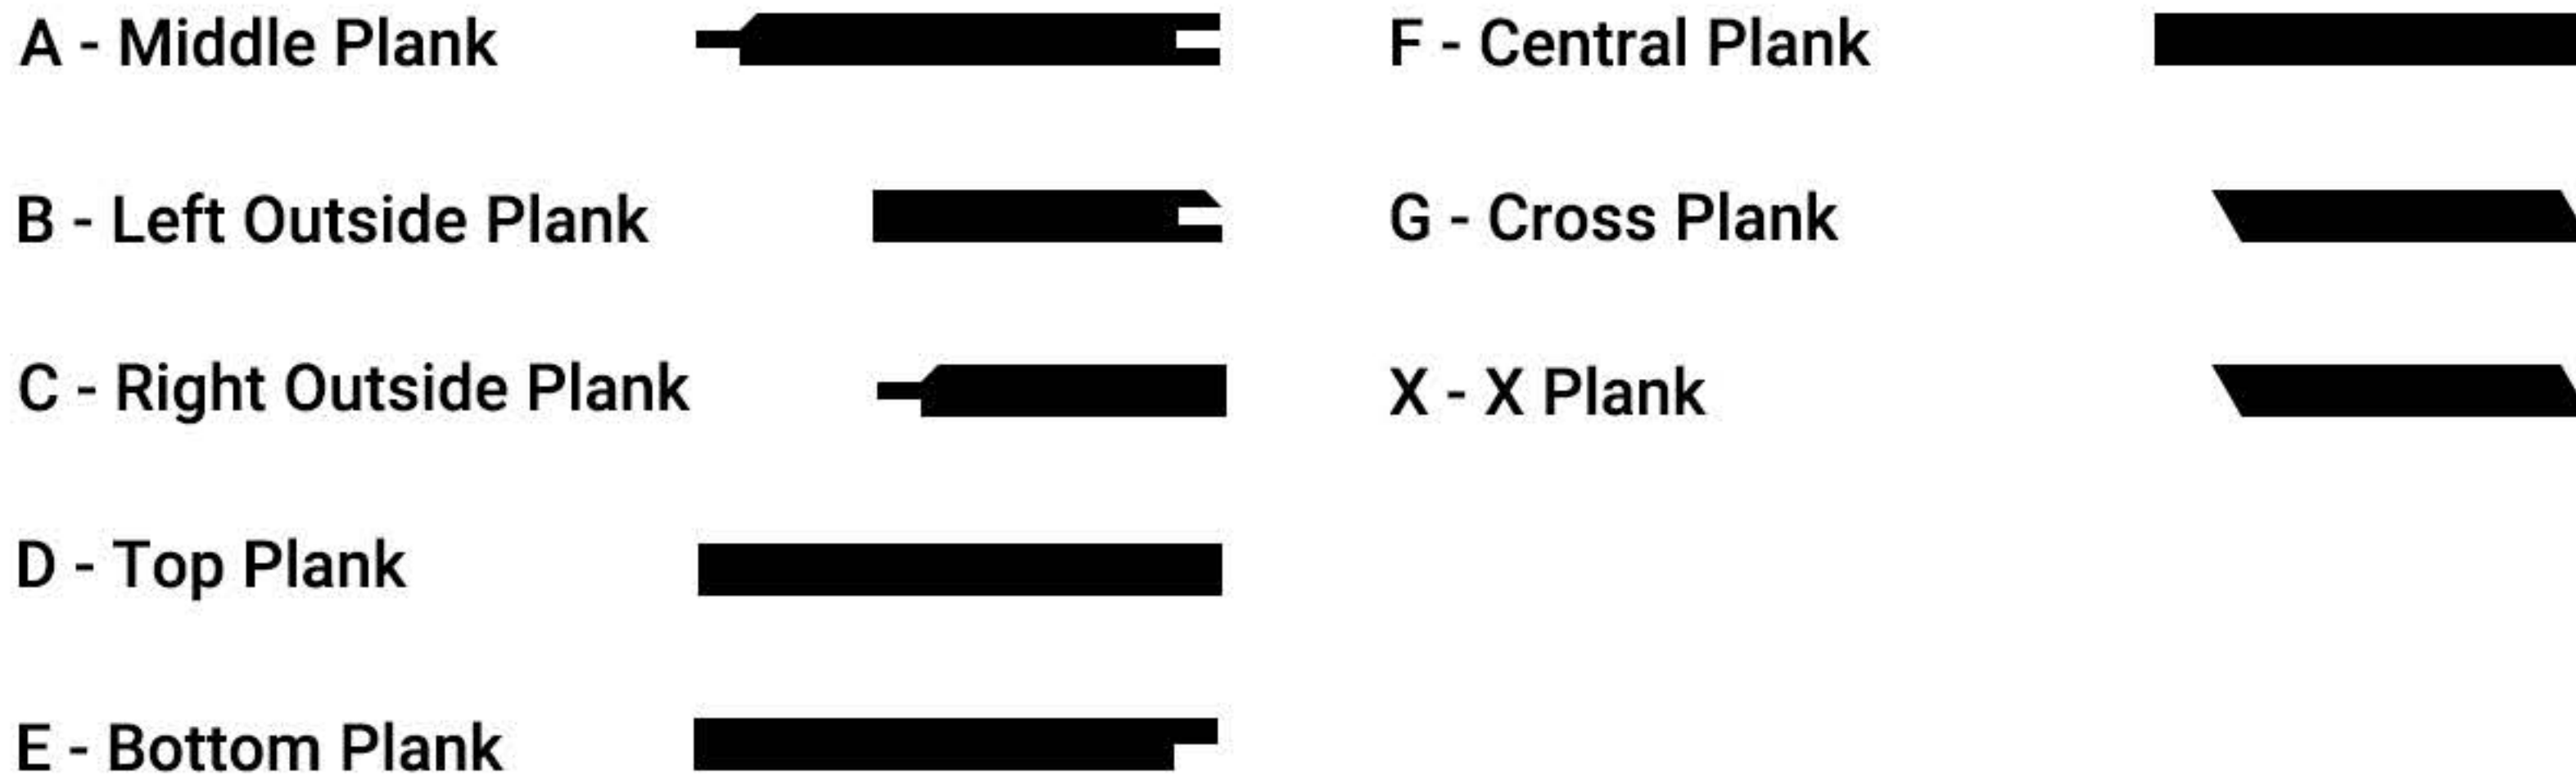 A - Middle Plank
B - Left Outside Plank
C - Right Outside Plank
D - Top Plank
E - Bottom Plank
F - Central Plank
G - Cross Plank
X - X Plank